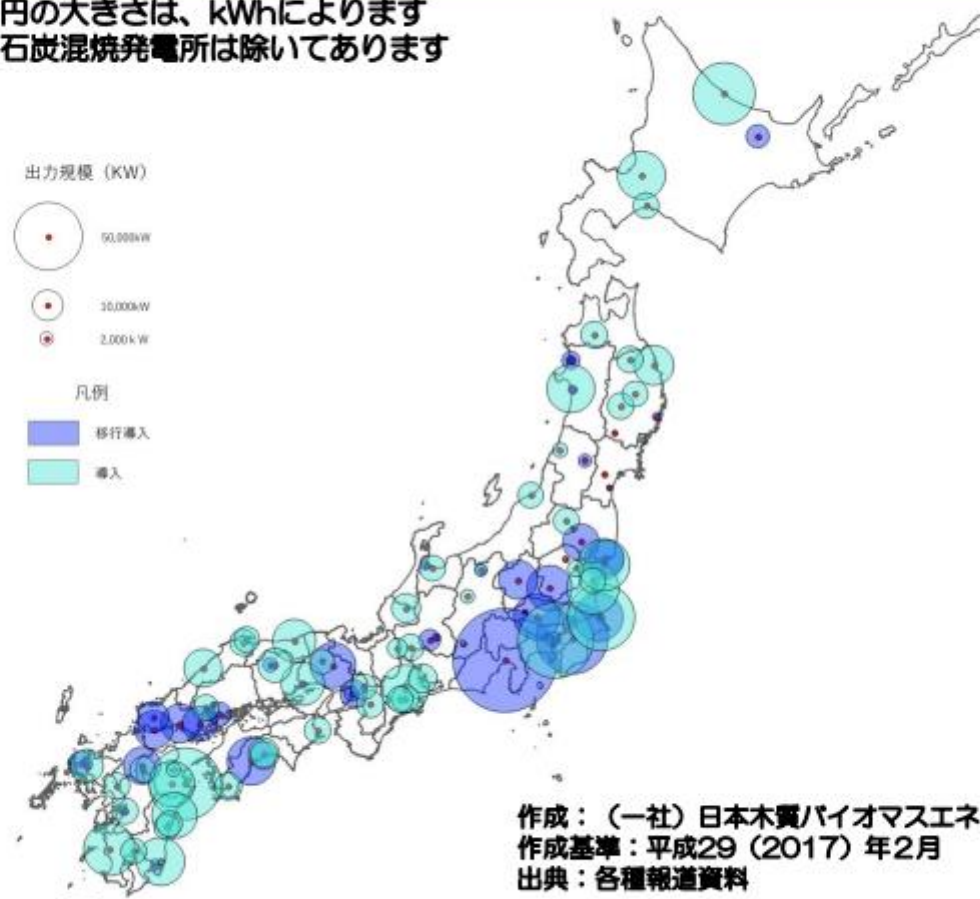 円の大きさは、kWhによります
石炭混焼発電所は除いてあります
出力規模（KW）
50,000kW
10,000kW
2,000ｋW
凡例
移行導入
導入
作成：（一社）日本木質バイオマスエネ
作成基準：平成29（2017）年2月
出典：各種報道資料